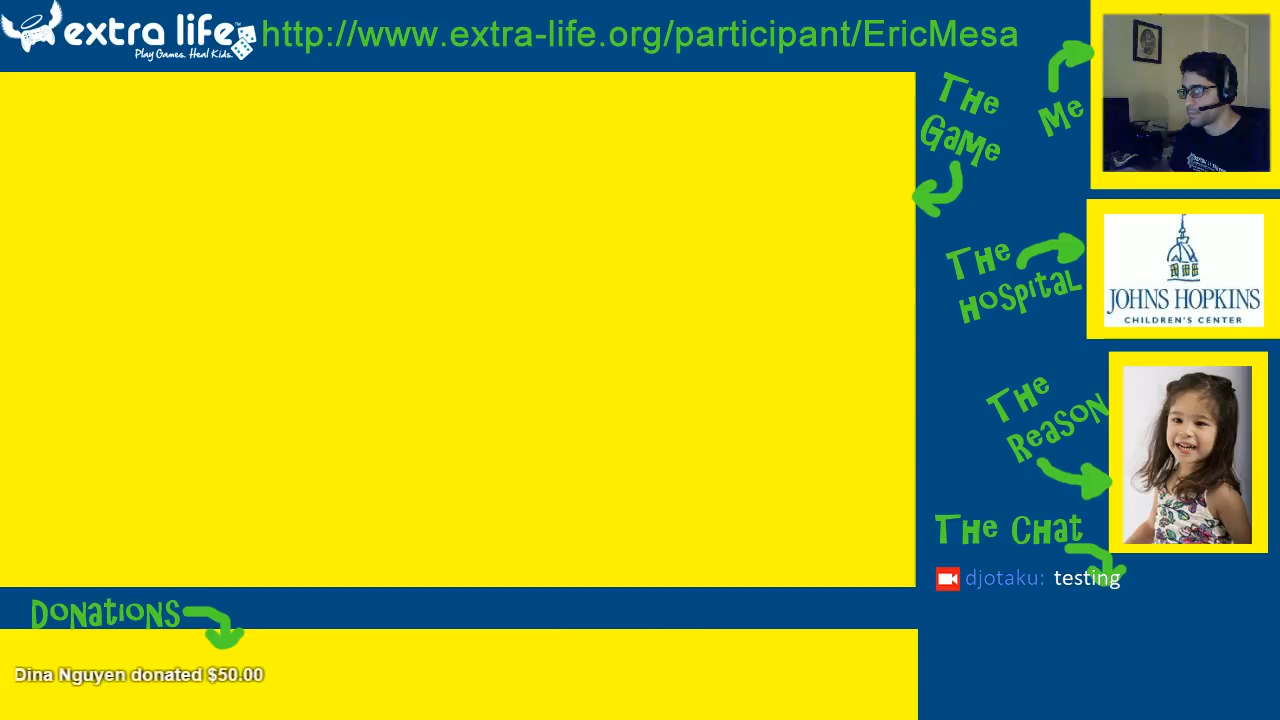 extra life
Play Games. Heal Kids.
http://www.extra-life.org/participant/EricMesa
The
Game
Me
The
Hospital
JOHNS HOPKINS
CHILDREN'S CENTER
The
Reason
The Chat
djotaku: testing
Donations
Dina Nguyen donated $50.00